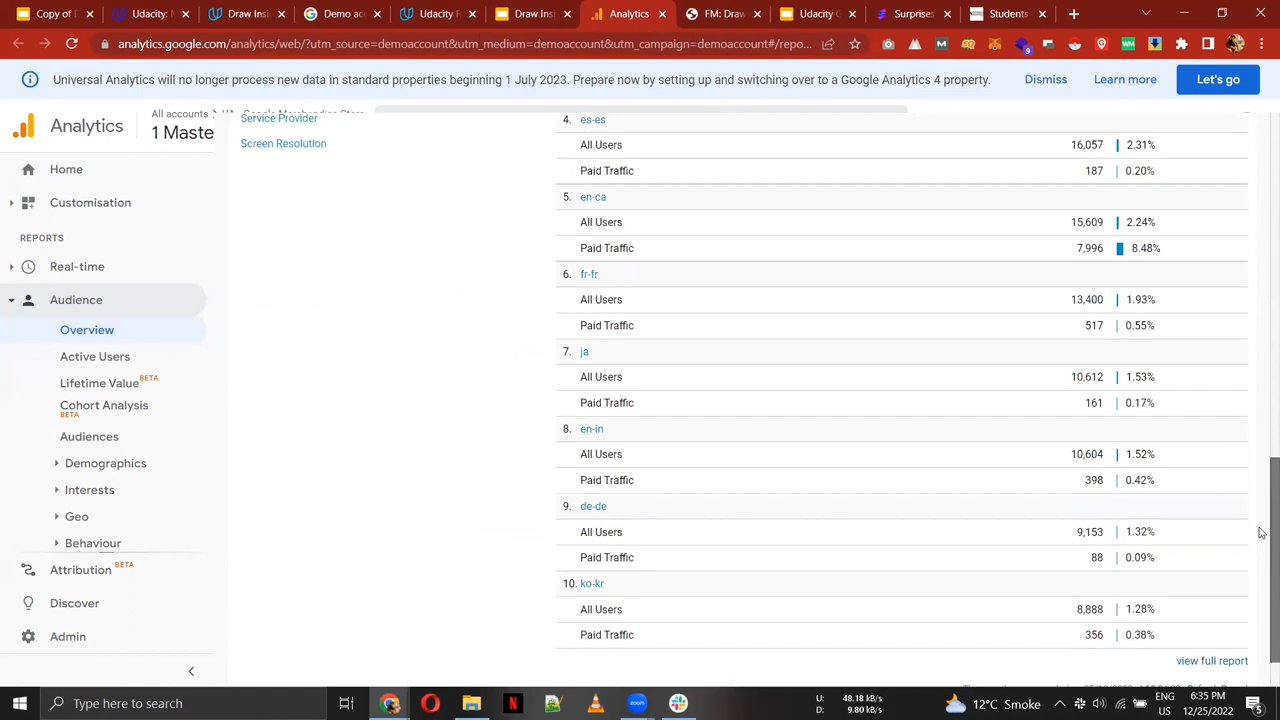 Copy of D
Udacity: N
Draw Insi
Demo ac
Udacity R
Draw Insi
Analytics
FM: Draw
Udacity G
Surprises
Students
analytics.google.com/analytics/web/?utm_source=demoaccount&utm_medium=demoaccount&utm_campaign=demoaccount#/repo...
Universal Analytics will no longer process new data in standard properties beginning 1 July 2023. Prepare now by setting up and switching over to a Google Analytics 4 property.
Dismiss
Learn more
Let's go
Analytics
All accounts > UA - Google Merchandise Store
1 Maste
Home
Customisation
REPORTS
Real-time
Audience
Overview
Active Users
Lifetime Value BETA
Cohort Analysis
BETA
Audiences
Demographics
Interests
Geo
Behaviour
Attribution BETA
Discover
Admin
Service Provider
Screen Resolution
4. es-es
All Users 16,057 2.31%
Paid Traffic 187 0.20%
5. en-ca
All Users 15,609 2.24%
Paid Traffic 7,996 8.48%
6. fr-fr
All Users 13,400 1.93%
Paid Traffic 517 0.55%
7. ja
All Users 10,612 1.53%
Paid Traffic 161 0.17%
8. en-in
All Users 10,604 1.52%
Paid Traffic 398 0.42%
9. de-de
All Users 9,153 1.32%
Paid Traffic 88 0.09%
10. ko-kr
All Users 8,888 1.28%
Paid Traffic 356 0.38%
view full report
Type here to search
U: 48.18 kB/s
D: 9.80 kB/s
12°C Smoke
ENG
US
6:35 PM
12/25/2022
5